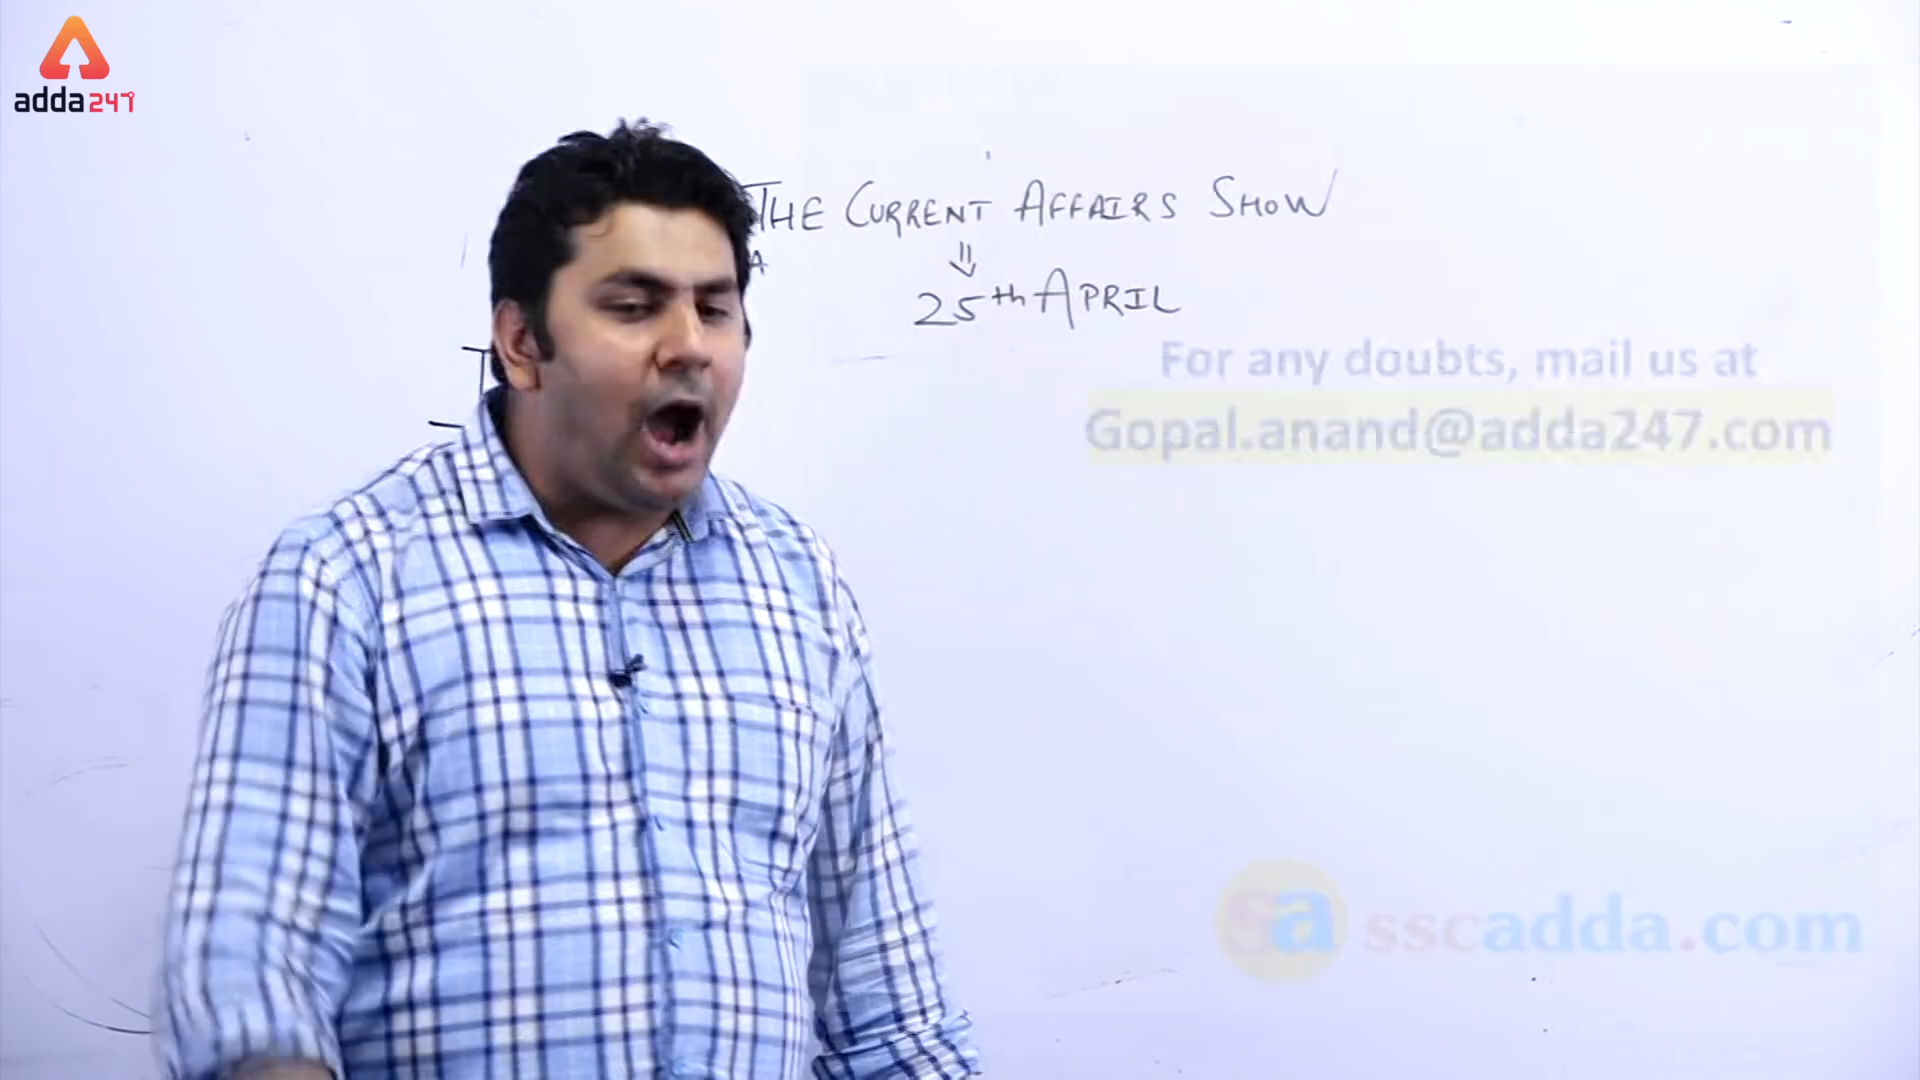 adda247
THE CURRENT AFFAIRS SHOW
25th APRIL
For any doubts, mail us at
Gopal.anand@adda247.com
sa sscadda.com